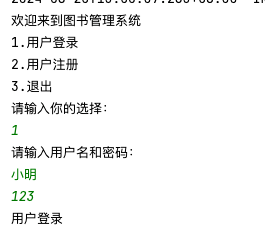 欢迎来到图书管理系统
1.用户登录
2.用户注册
3.退出
请输入你的选择:
1
请输入用户名和密码:
小明
123
用户登录